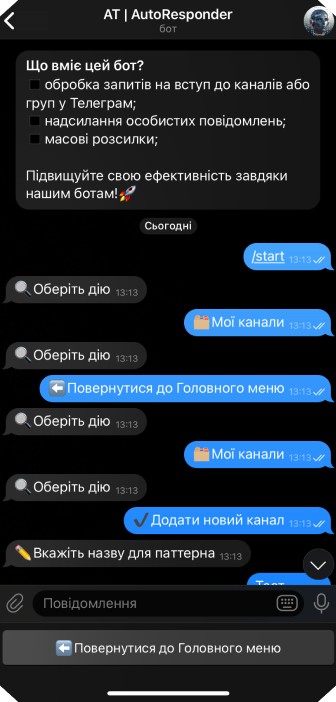 AT | AutoResponder
бот
Що вміє цей бот?
◼️ обробка запитів на вступ до каналів або
груп у Телеграм;
◼️ надсилання особистих повідомлень;
◼️ масові розсилки;
Підвищуйте свою ефективність завдяки
нашим ботам!🚀
Сьогодні
/start 13:13
🔍Оберіть дію 13:13
🗂Мої канали 13:13
🔍Оберіть дію 13:13
⬅️Повернутися до Головного меню 13:13
🔍Оберіть дію 13:13
🗂Мої канали 13:13
🔍Оберіть дію 13:13
✔️Додати новий канал 13:13
✏️Вкажіть назву для паттерна 13:13
Тест
Повідомлення
⬅️Повернутися до Головного меню